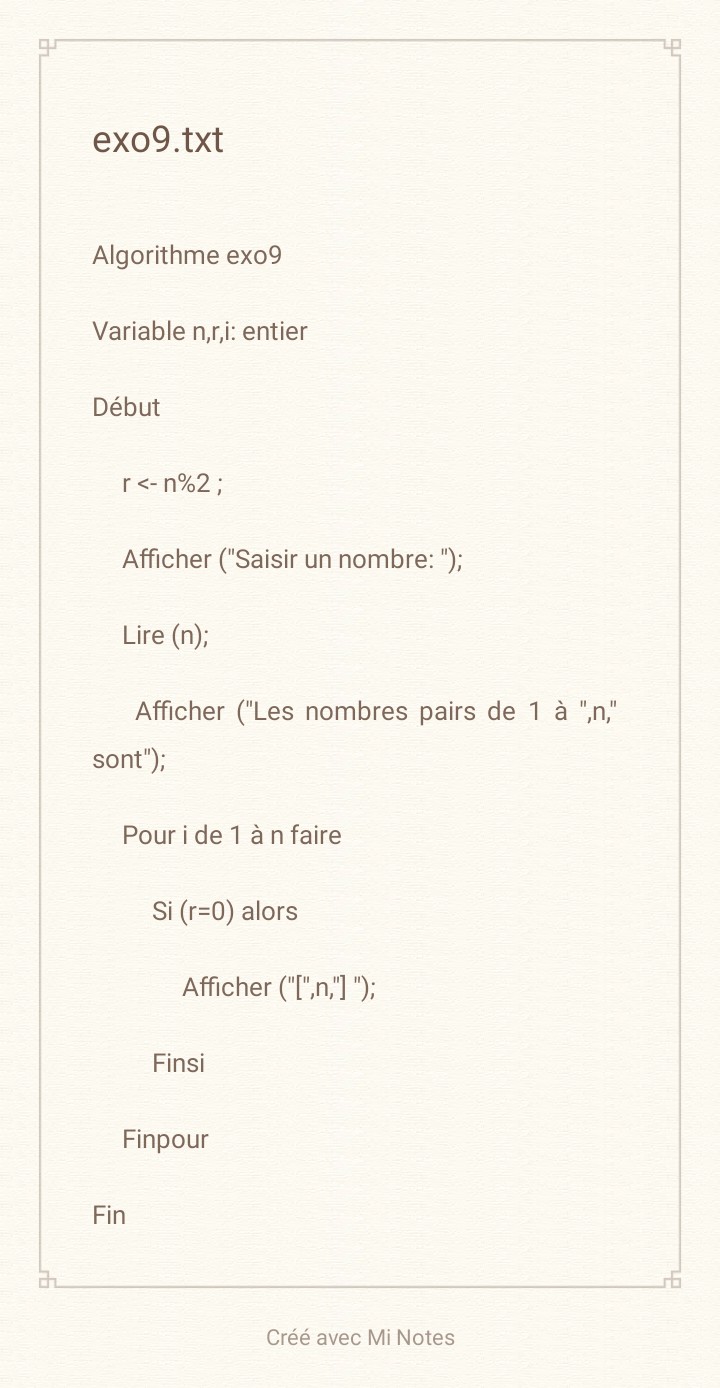 exo9.txt
Algorithme exo9
Variable n,r,i: entier
Début
r <- n%2 ;
Afficher ("Saisir un nombre: ");
Lire (n);
Afficher ("Les nombres pairs de 1 à ",n,"
sont");
Pour i de 1 à n faire
Si (r=0) alors
Afficher ("[",n,"] ");
Finsi
Finpour
Fin
Créé avec Mi Notes